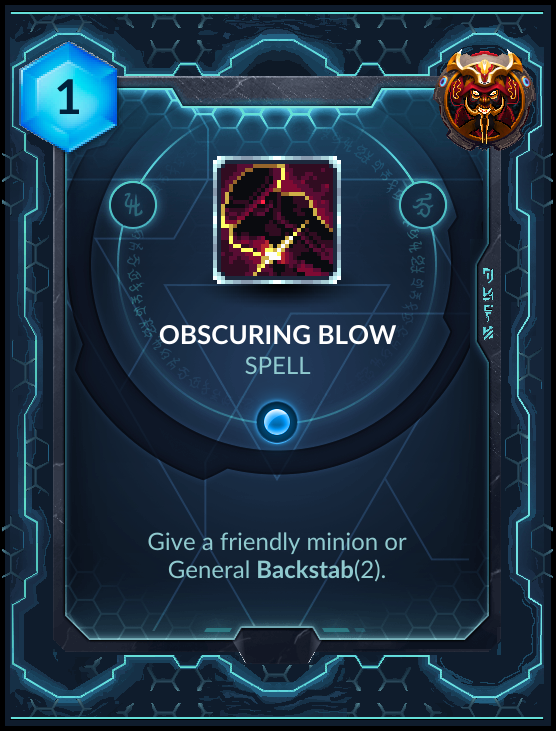 1
OBSCURING BLOW
SPELL
Give a friendly minion or
General Backstab(2).